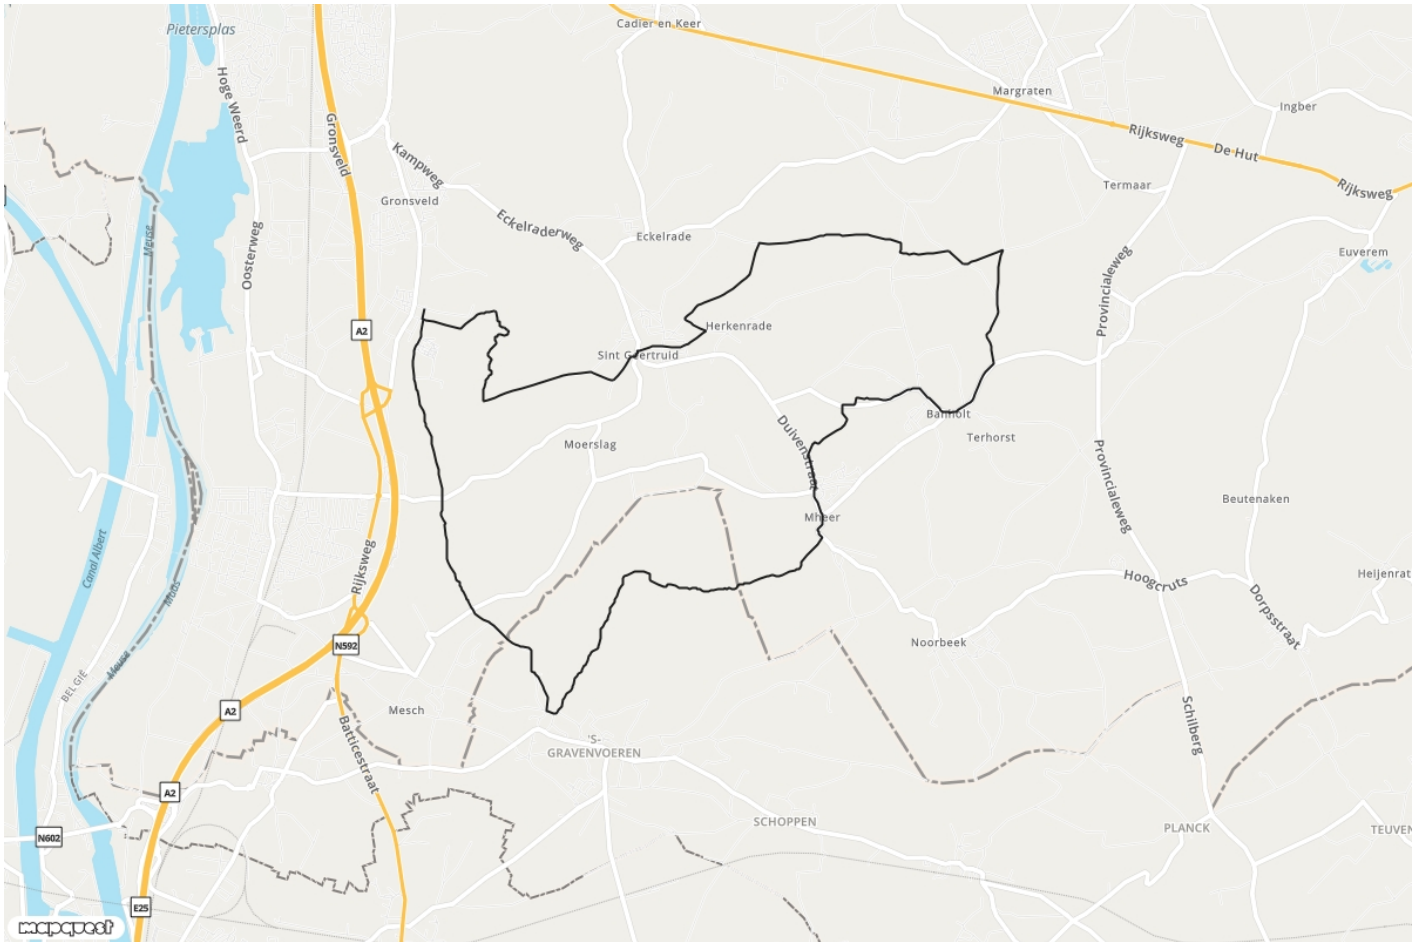 Cadier en Keer
Pietersplas
Hoge Weerd
Gronsveld
Margraten
Ingber
Rijksweg
De Hut
Rijksweg
Kampweg
Termaar
Gronsveld
Eckelraderweg
Eckelrade
Meuse
Oosterweg
Euverem
Provincialeweg
A2
Herkenrade
Sint Geertruid
Banholt
Terhorst
Duivenstraat
Moerslag
Provincialeweg
Beutenaken
Mheer
Canal Albert
Rijksweg
Hoogcruts
Heijenrat
Maas
Dorpsstraat
N592
Noorbeek
Meuse
BELGIË
A2
Mesch
Schilberg
Batticestraat
'S-
GRAVENVOEREN
A2
SCHOPPEN
PLANCK
TEUVEN
N602
E25
mapquest